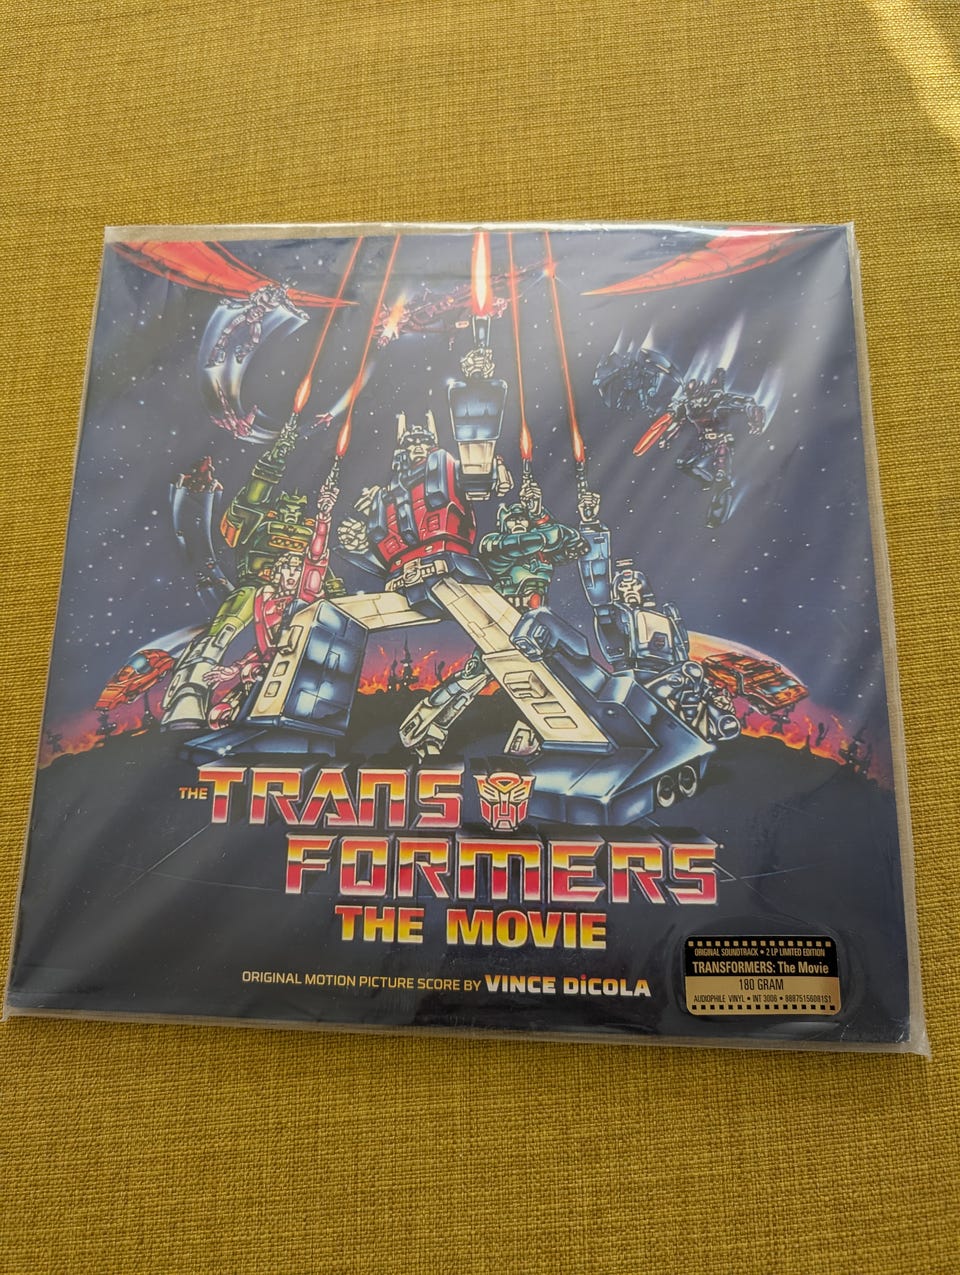 THE TRANS
FORMERS
THE MOVIE
ORIGINAL MOTION PICTURE SCORE BY VINCE DiCOLA
ORIGINAL SOUNDTRACK • 2 LP LIMITED EDITION
TRANSFORMERS: The Movie
180 GRAM
AUDIOPHILE VINYL • INT 3006 • 88875156081S1